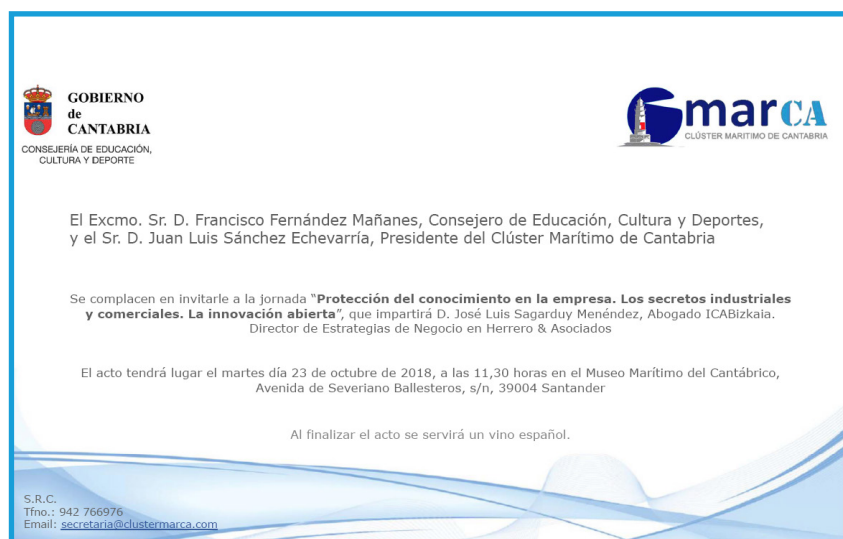 GOBIERNO
de
CANTABRIA
CONSEJERÍA DE EDUCACIÓN,
CULTURA Y DEPORTE
marCA
CLÚSTER MARITIMO DE CANTABRIA
El Excmo. Sr. D. Francisco Fernández Mañanes, Consejero de Educación, Cultura y Deportes,
y el Sr. D. Juan Luis Sánchez Echevarría, Presidente del Clúster Marítimo de Cantabria
Se complacen en invitarle a la jornada “Protección del conocimiento en la empresa. Los secretos industriales
y comerciales. La innovación abierta”, que impartirá D. José Luis Sagarduy Menéndez, Abogado ICABizkaia.
Director de Estrategias de Negocio en Herrero & Asociados
El acto tendrá lugar el martes día 23 de octubre de 2018, a las 11,30 horas en el Museo Marítimo del Cantábrico,
Avenida de Severiano Ballesteros, s/n, 39004 Santander
Al finalizar el acto se servirá un vino español.
S.R.C.
Tfno.: 942 766976
Email: secretaria@clustermarca.com